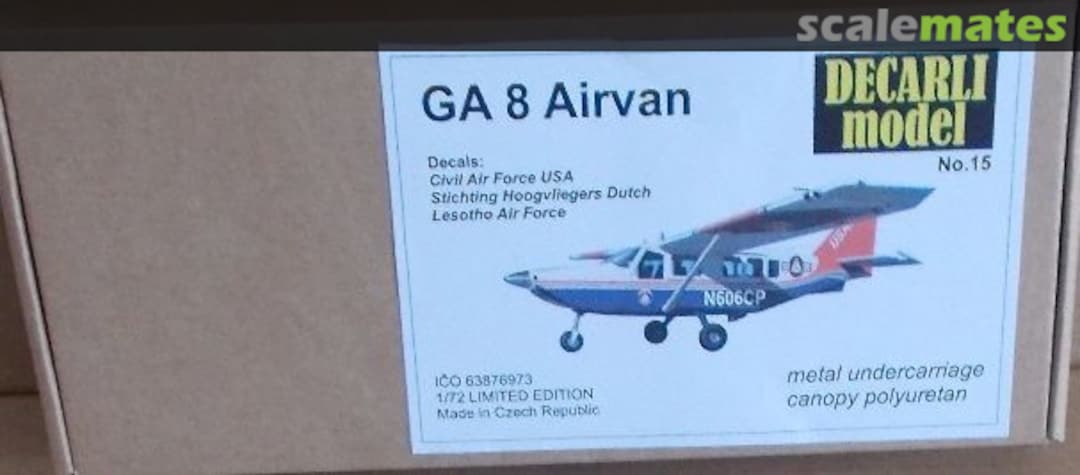 scalemates
GA 8 Airvan
DECARLI
model
No.15
Decals:
Civil Air Force USA
Stichting Hoogvliegers Dutch
Lesotho Air Force
USAF
N606CP
IČO 63876973
1/72 LIMITED EDITION
Made in Czech Republic
metal undercarriage
canopy polyuretan